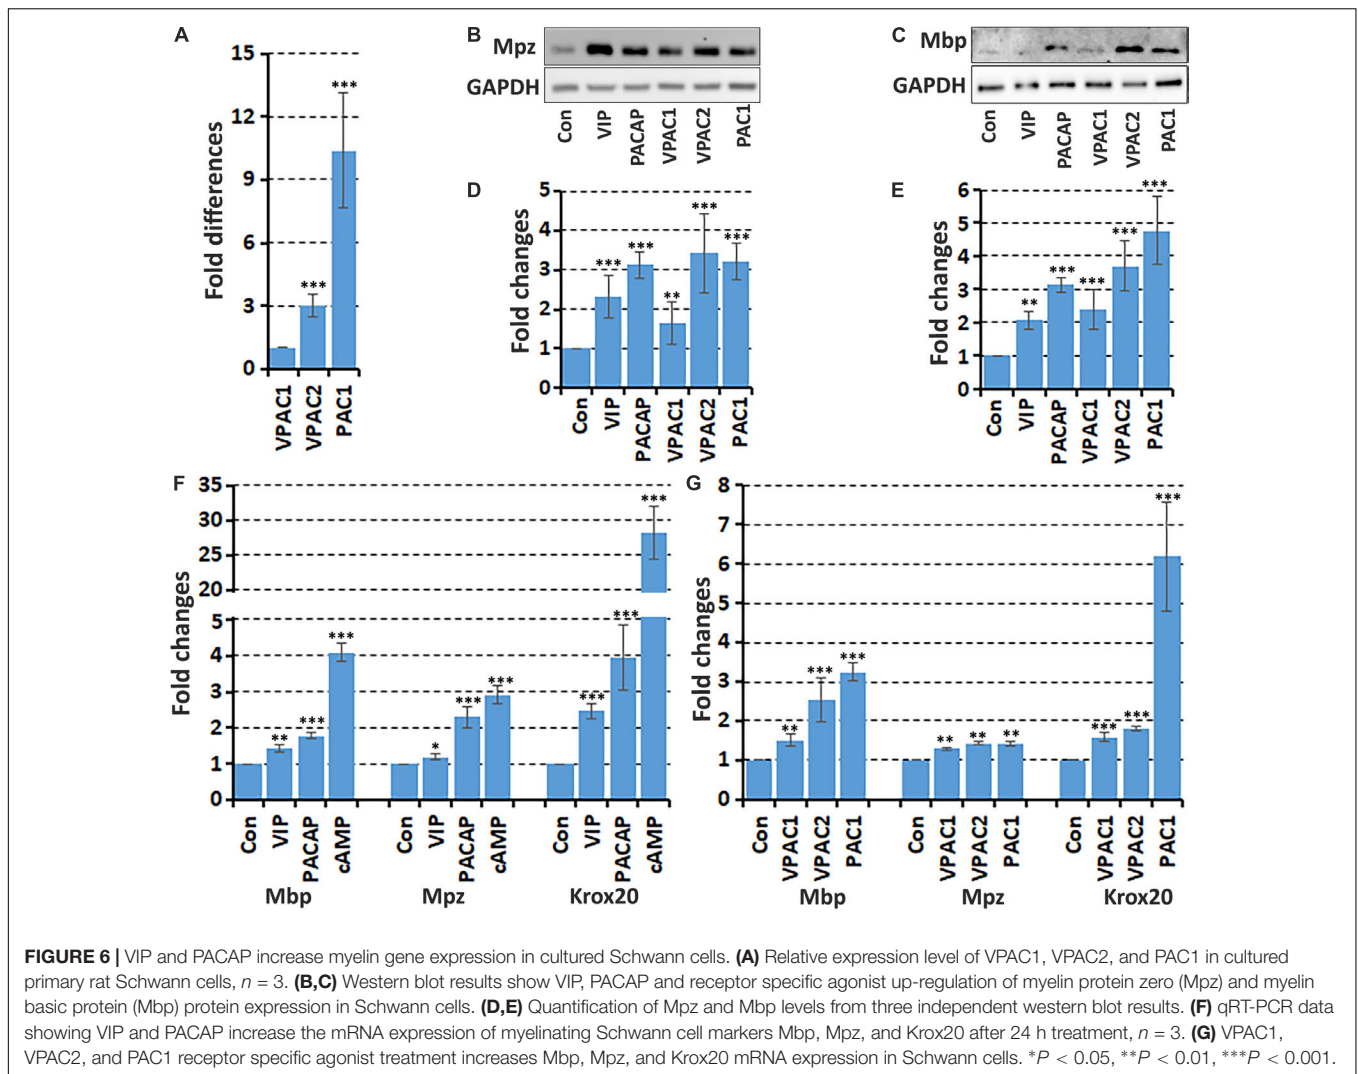 A
15
12
9
6
3
0
Fold differences
***
***
VPAC1
VPAC2
PAC1
B
Mpz
GAPDH
Con
VIP
PACAP
VPAC1
VPAC2
PAC1
C
Mbp
GAPDH
Con
VIP
PACAP
VPAC1
VPAC2
PAC1
D
5
4
3
2
1
0
Fold changes
***
***
**
***
***
Con
VIP
PACAP
VPAC1
VPAC2
PAC1
E
6
5
4
3
2
1
0
Fold changes
**
***
***
***
***
Con
VIP
PACAP
VPAC1
VPAC2
PAC1
F
35
30
25
20
5
4
3
2
1
0
Fold changes
**
***
***
*
***
***
***
***
***
Con
VIP
PACAP
cAMP
Con
VIP
PACAP
cAMP
Con
VIP
PACAP
cAMP
Mbp
Mpz
Krox20
G
8
7
6
5
4
3
2
1
0
Fold changes
**
***
***
**
**
**
***
***
***
Con
VPAC1
VPAC2
PAC1
Con
VPAC1
VPAC2
PAC1
Con
VPAC1
VPAC2
PAC1
Mbp
Mpz
Krox20
FIGURE 6 | VIP and PACAP increase myelin gene expression in cultured Schwann cells. (A) Relative expression level of VPAC1, VPAC2, and PAC1 in cultured
primary rat Schwann cells, n = 3. (B,C) Western blot results show VIP, PACAP and receptor specific agonist up-regulation of myelin protein zero (Mpz) and myelin
basic protein (Mbp) protein expression in Schwann cells. (D,E) Quantification of Mpz and Mbp levels from three independent western blot results. (F) qRT-PCR data
showing VIP and PACAP increase the mRNA expression of myelinating Schwann cell markers Mbp, Mpz, and Krox20 after 24 h treatment, n = 3. (G) VPAC1,
VPAC2, and PAC1 receptor specific agonist treatment increases Mbp, Mpz, and Krox20 mRNA expression in Schwann cells. *P < 0.05, **P < 0.01, ***P < 0.001.